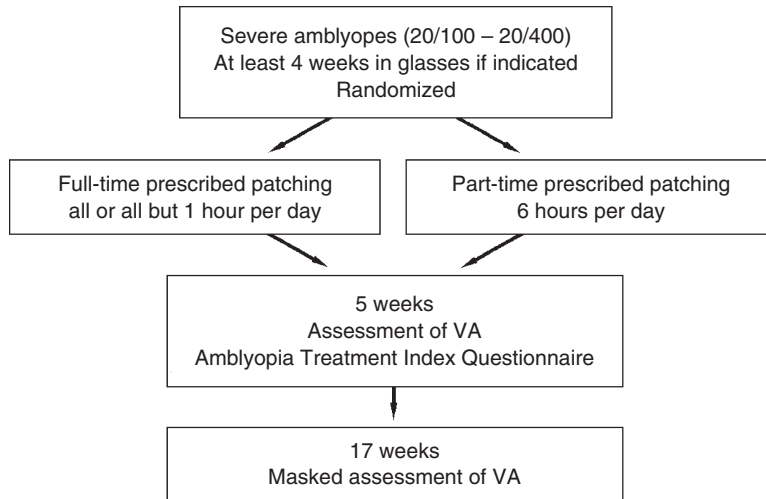 Severe amblyopes (20/100 – 20/400)
At least 4 weeks in glasses if indicated
Randomized
Full-time prescribed patching
all or all but 1 hour per day
Part-time prescribed patching
6 hours per day
5 weeks
Assessment of VA
Amblyopia Treatment Index Questionnaire
17 weeks
Masked assessment of VA